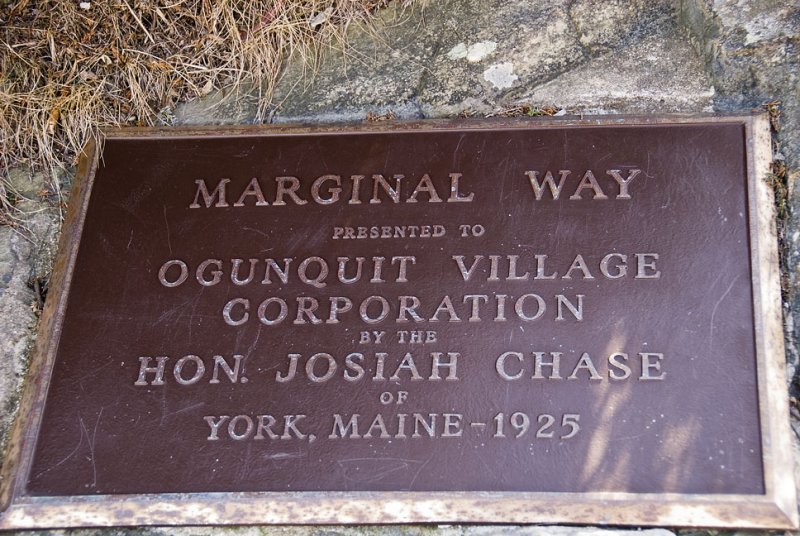 MARGINAL WAY
PRESENTED TO
OGUNQUIT VILLAGE
CORPORATION
BY THE
HON. JOSIAH CHASE
OF
YORK, MAINE - 1925